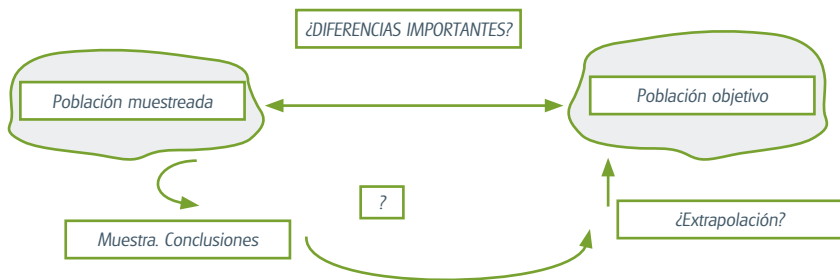 ¿DIFERENCIAS IMPORTANTES?
Población muestreada
Población objetivo
?
Muestra. Conclusiones
¿Extrapolación?